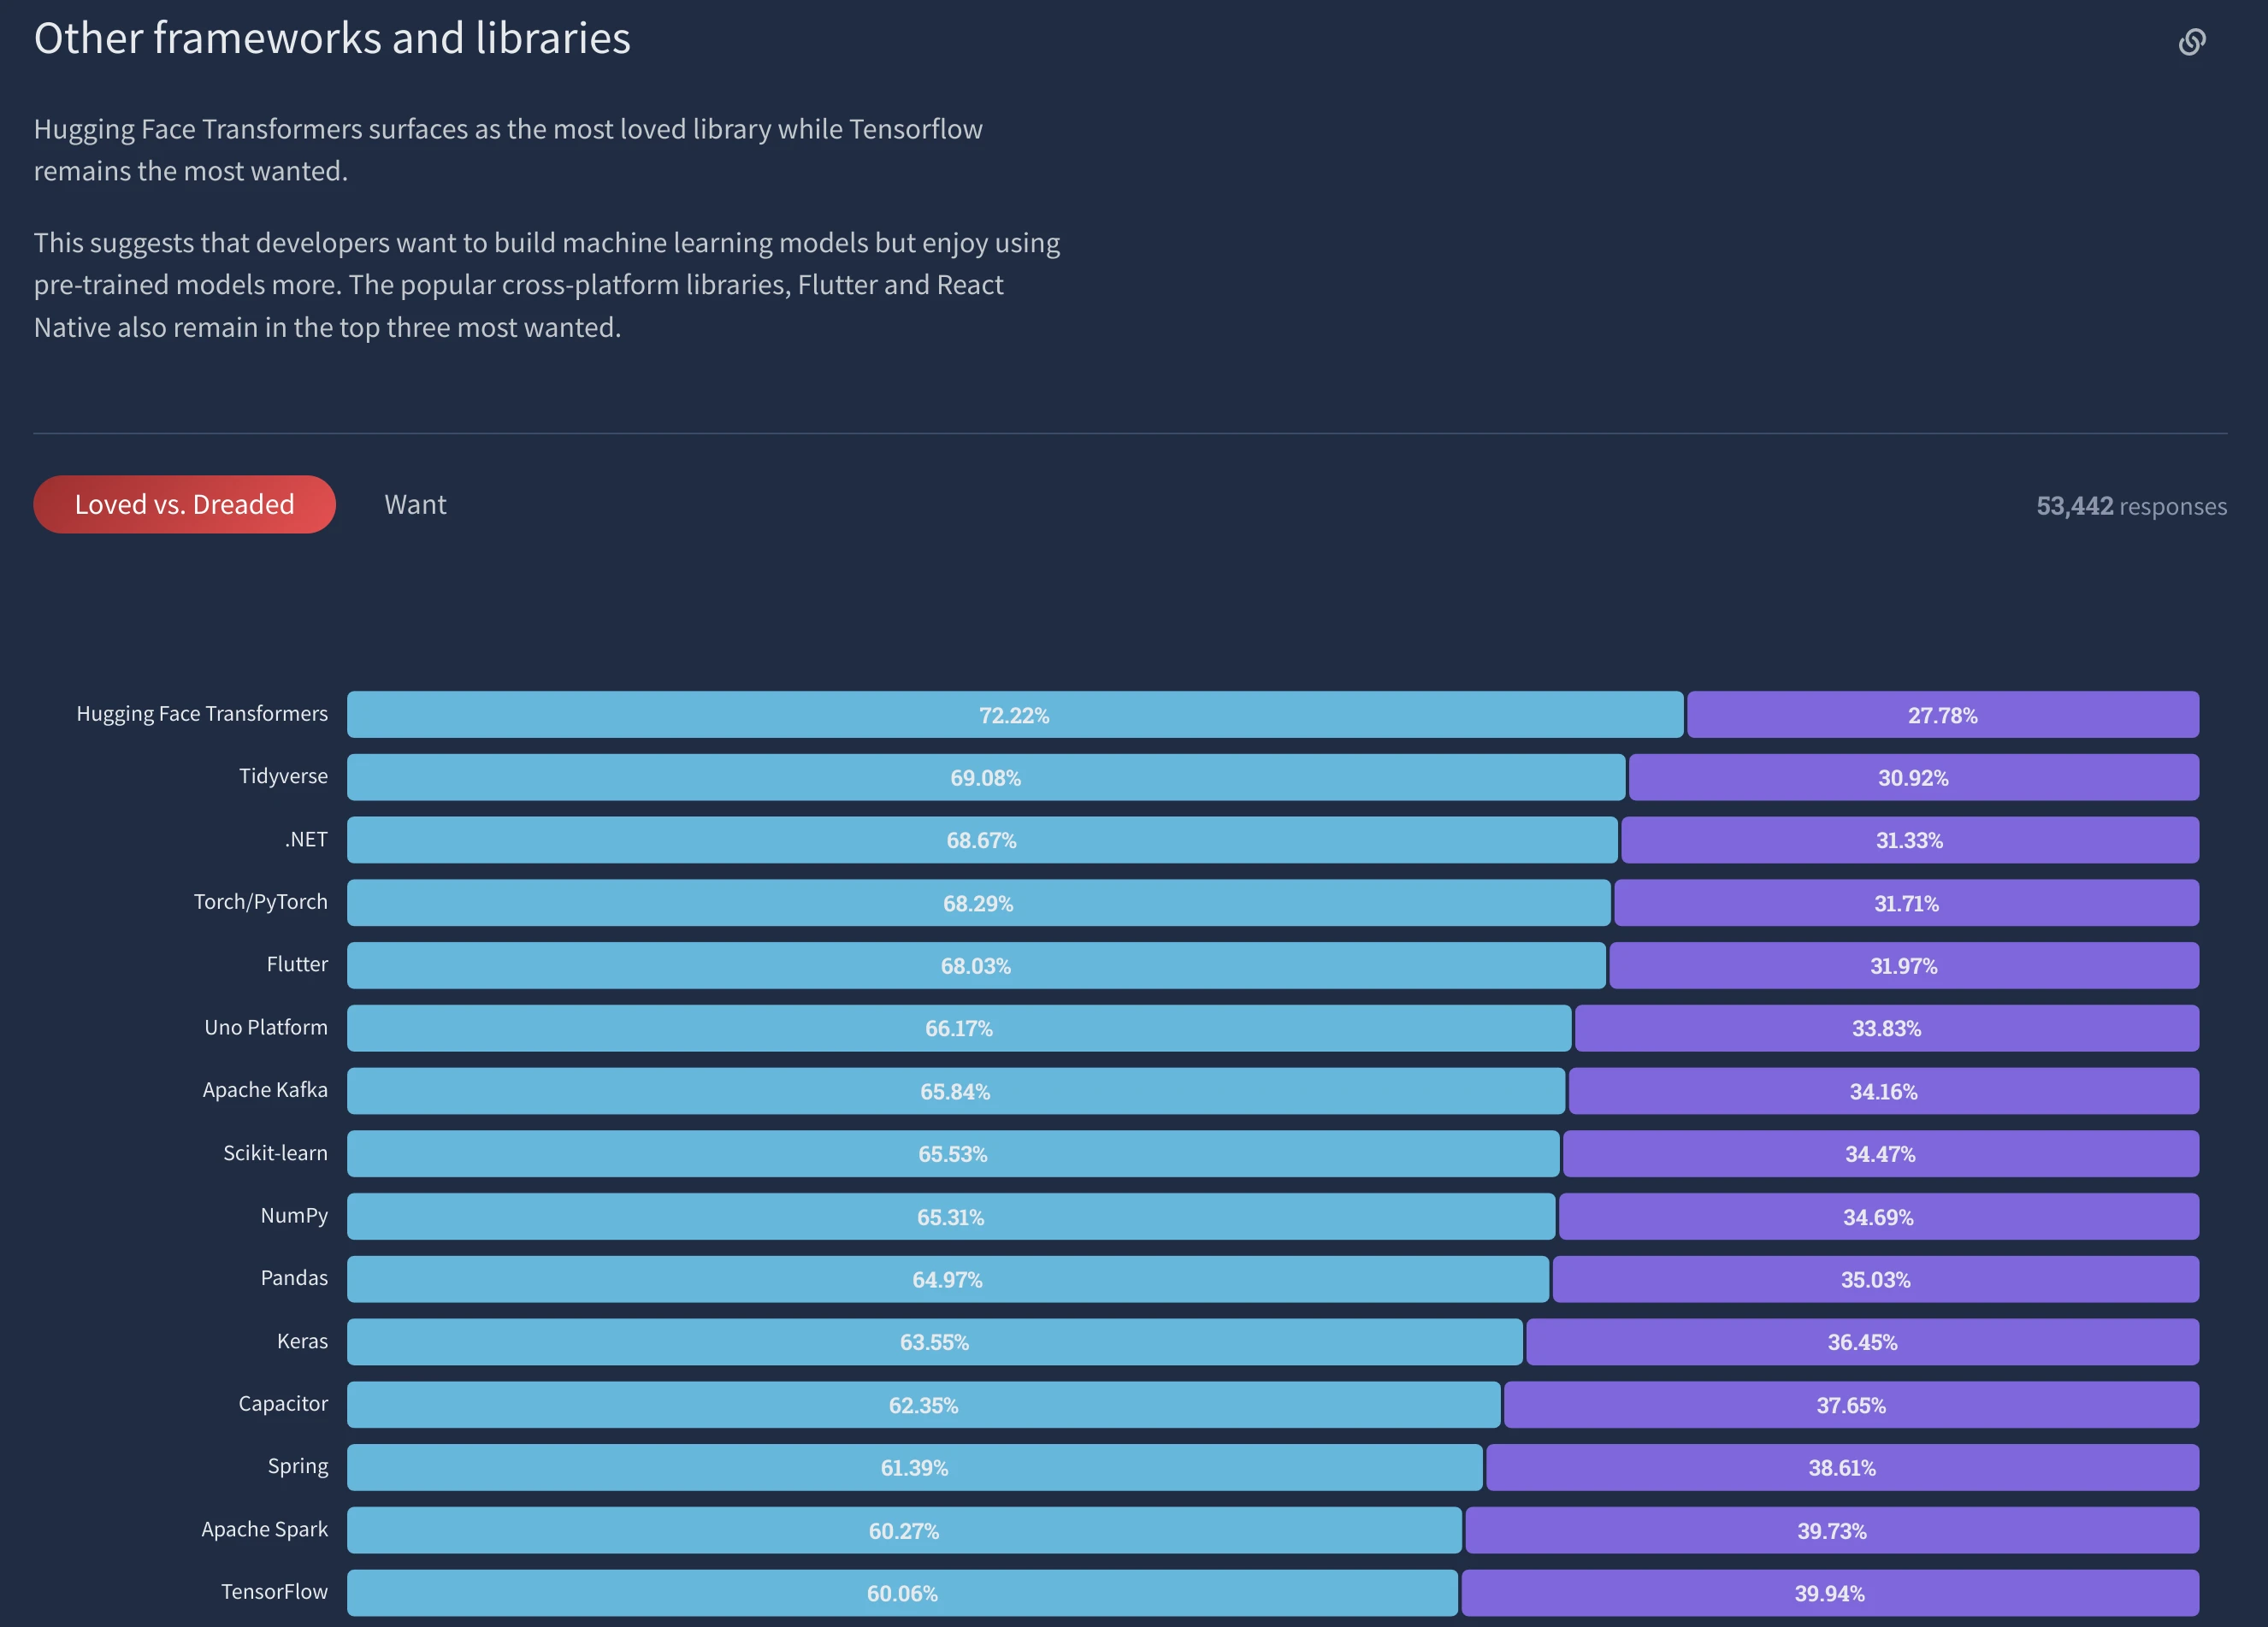 Other frameworks and libraries
Hugging Face Transformers surfaces as the most loved library while Tensorflow
remains the most wanted.
This suggests that developers want to build machine learning models but enjoy using
pre-trained models more. The popular cross-platform libraries, Flutter and React
Native also remain in the top three most wanted.
Loved vs. Dreaded Want 53,442 responses
Hugging Face Transformers 72.22% 27.78%
Tidyverse 69.08% 30.92%
.NET 68.67% 31.33%
Torch/PyTorch 68.29% 31.71%
Flutter 68.03% 31.97%
Uno Platform 66.17% 33.83%
Apache Kafka 65.84% 34.16%
Scikit-learn 65.53% 34.47%
NumPy 65.31% 34.69%
Pandas 64.97% 35.03%
Keras 63.55% 36.45%
Capacitor 62.35% 37.65%
Spring 61.39% 38.61%
Apache Spark 60.27% 39.73%
TensorFlow 60.06% 39.94%